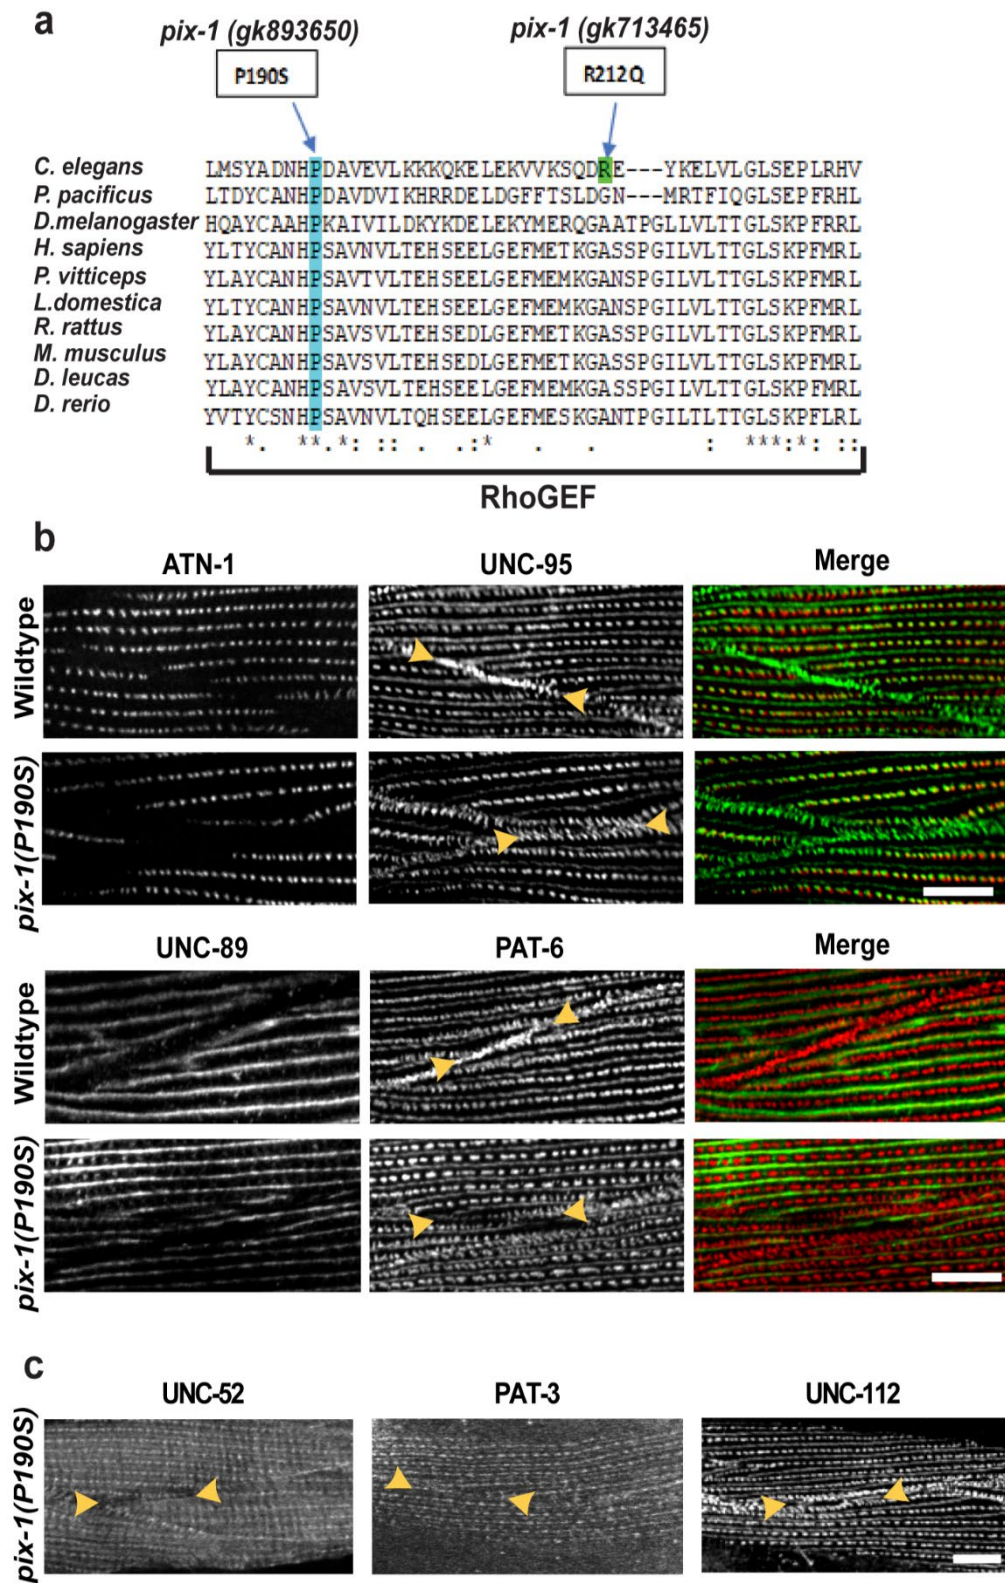 a
pix-1 (gk893650) pix-1 (gk713465)
P190S R212Q
C. elegans LMSYADNHPDAVEVLKKKQKELEKVVKSQDRE---YKELVLGLSEPLRHV
P. pacificus LTDYCANHPDAVDVIKHRRDELDGFFTSLDGN---MRTFIQGLSEPFRHL
D.melanogaster HQAYCAAHPKAIVILDKYKDELEKYMERQGAATPGLLVLTTGLSKPFRRL
H. sapiens YLTYCANHPSAVNVLTEHSEELGEFMETKGASSPGILVLTTGLSKPFMRL
P. vitticeps YLAYCANHPSAVTVLTEHSEELGEFMEMKGANSPGILVLTTGLSKPFMRL
L.domestica YLTYCANHPSAVNVLTEHSEELGEFMETKGANSPGILVLTTGLSKPFMRL
R. rattus YLAYCANHPSAVSVLTEHSEDLGEFMETKGASSPGILVLTTGLSKPFMRL
M. musculus YLAYCANHPSAVSVLTEHSEDLGEFMETKGASSPGILVLTTGLSKPFMRL
D. leucas YLAYCANHPSAVSVLTEHSEELGEFMEMKGASSPGILVLTTGLSKPFMRL
D. rerio YVTYCSNHPSAVNVLTQHSEELGEFMESKGANTPGILTLTTGLSKPFLRL
*. **.*: :: . .: * . . : ***:*: ::
RhoGEF
b
ATN-1 UNC-95 Merge
Wildtype
pix-1(P190S)
UNC-89 PAT-6 Merge
Wildtype
pix-1(P190S)
c
UNC-52 PAT-3 UNC-112
pix-1(P190S)